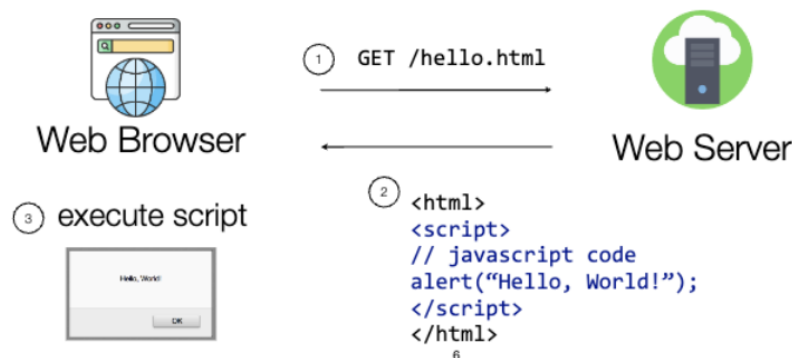 1 GET /hello.html
Web Browser
Web Server
2 <html>
<script>
// javascript code
alert(“Hello, World!”);
</script>
</html>
3 execute script
Hello, World!
OK
6